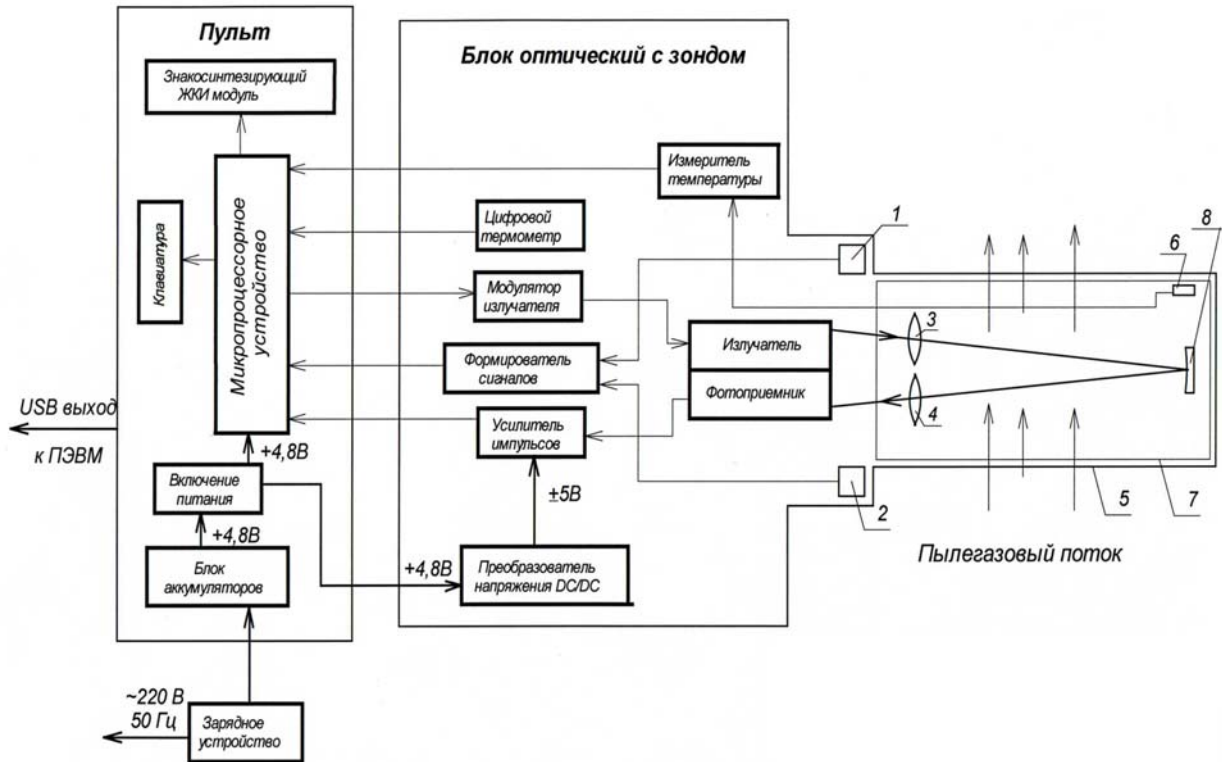 Пульт
Знакосинтезирующий
ЖКИ модуль
Клавиатура
Микропроцессорное
устройство
USB выход
к ПЭВМ
+4,8В
Включение
питания
+4,8В
Блок
аккумуляторов
~220 В
50 Гц
Зарядное
устройство
Блок оптический с зондом
Измеритель
температуры
Цифровой
термометр
Модулятор
излучателя
Формирователь
сигналов
Усилитель
импульсов
±5В
+4,8В
Преобразователь
напряжения DC/DC
Излучатель
Фотоприемник
1
2
3
4
5
6
7
8
Пылегазовый поток